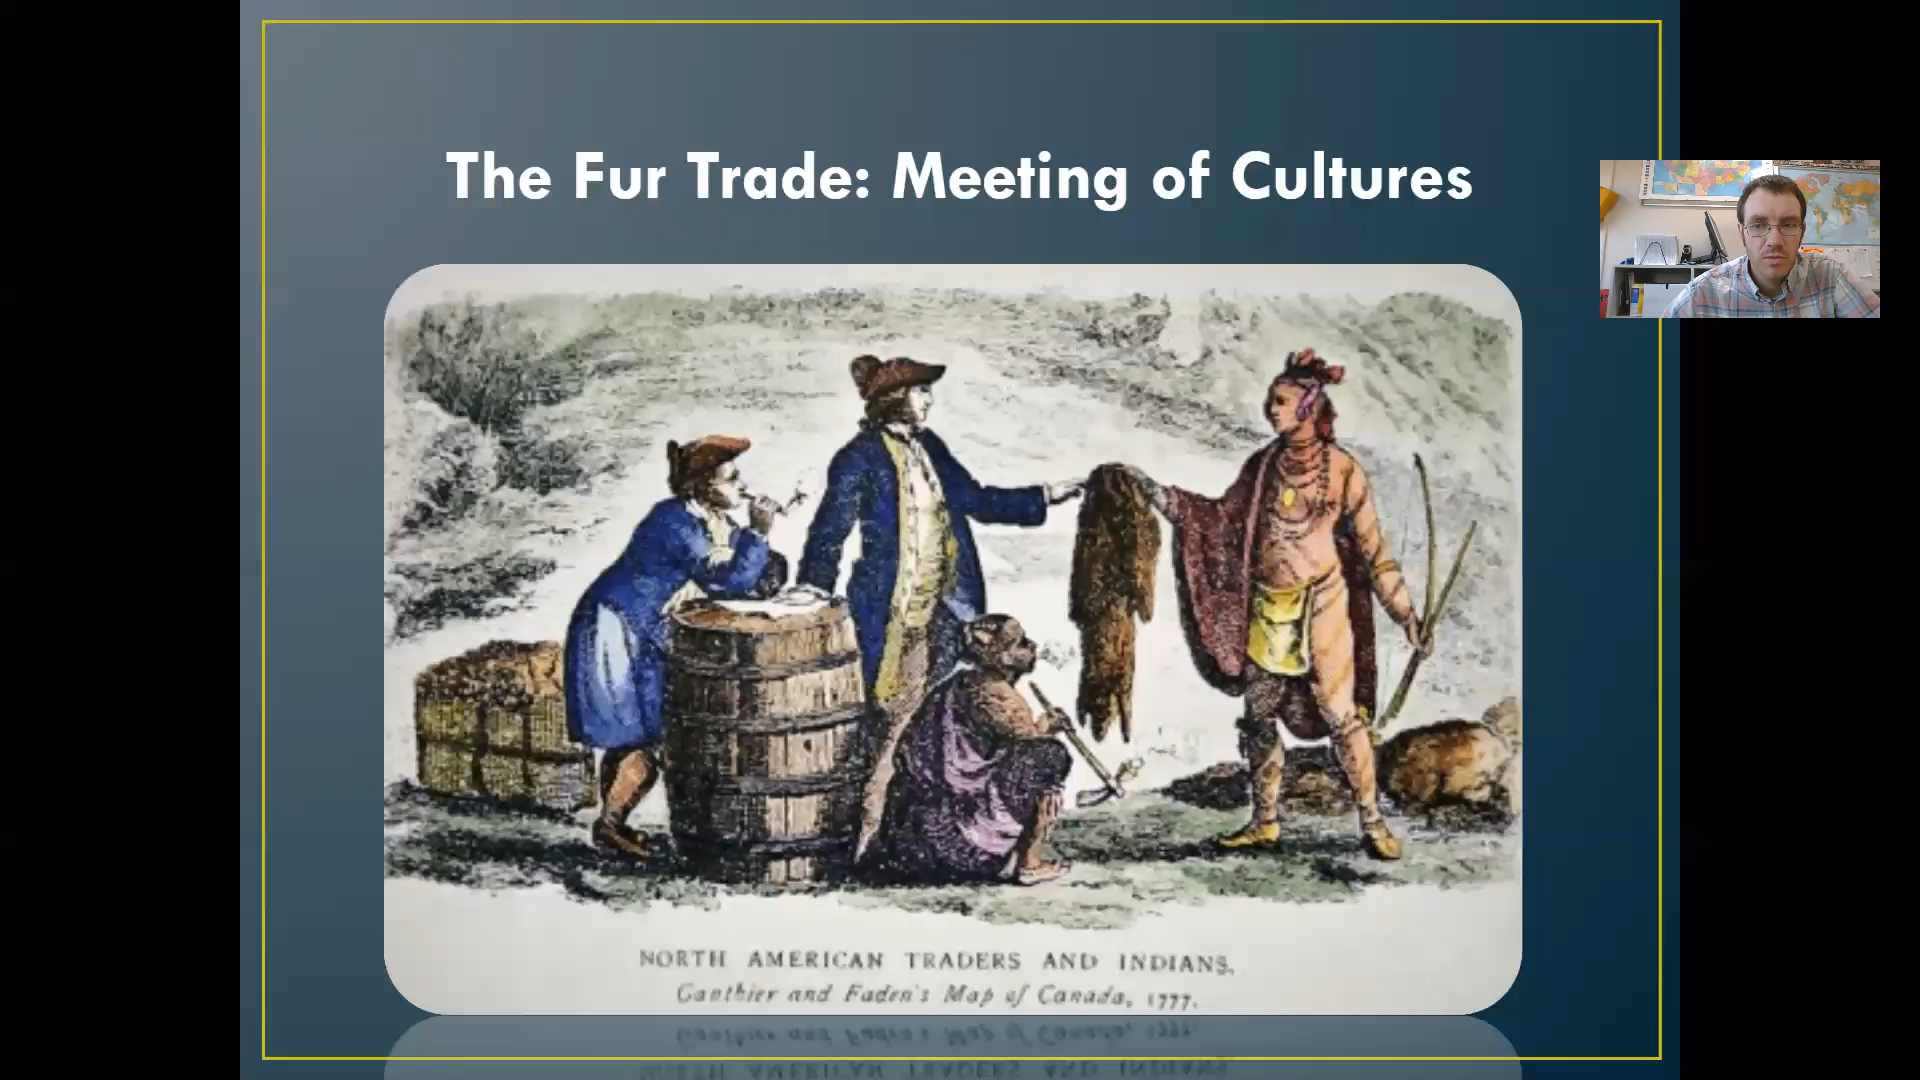 The Fur Trade: Meeting of Cultures
NORTH AMERICAN TRADERS AND INDIANS.
Gauthier and Faden's Map of Canada, 1777.